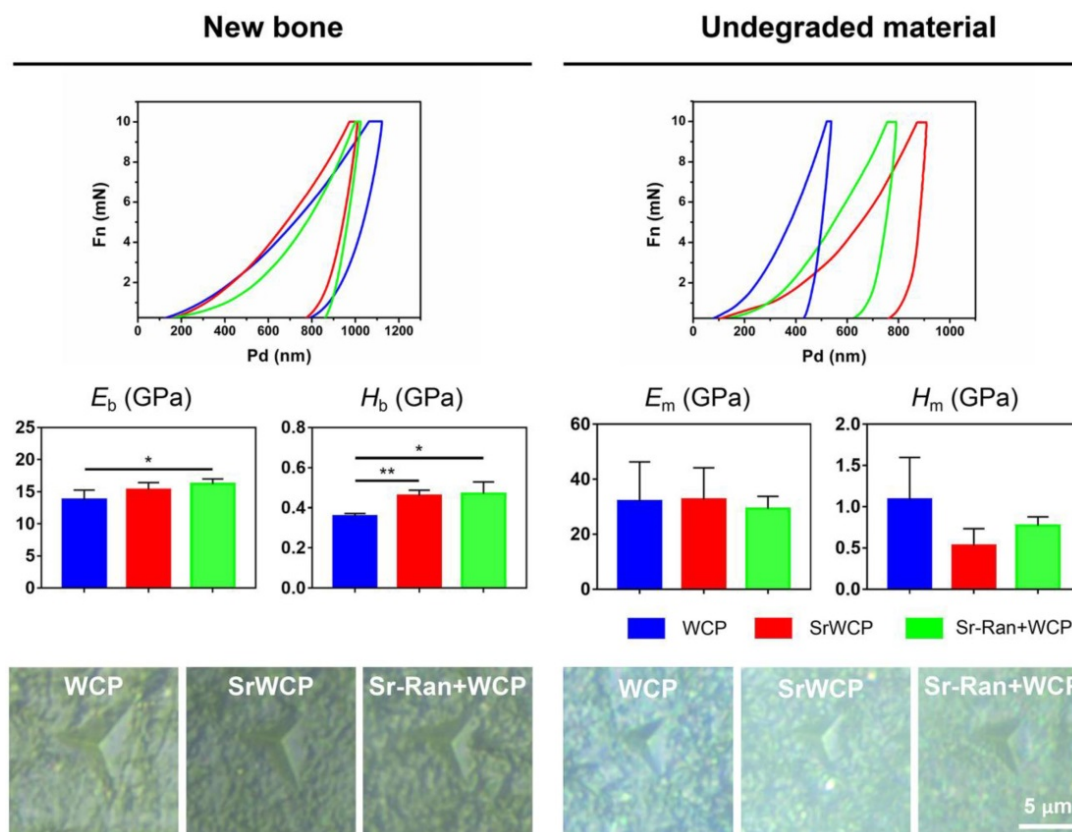 New bone
Undegraded material
10
8
6
4
2
Fn (mN)
0 200 400 600 800 1000 1200
Pd (nm)
10
8
6
4
2
Fn (mN)
0 200 400 600 800 1000
Pd (nm)
Eb (GPa)
25
20
15
10
5
0
*
Hb (GPa)
0.8
0.6
0.4
0.2
0.0
*
**
Em (GPa)
60
40
20
0
Hm (GPa)
2.0
1.5
1.0
0.5
0.0
WCP SrWCP Sr-Ran+WCP
WCP SrWCP Sr-Ran+WCP
WCP SrWCP Sr-Ran+WCP
5 μm